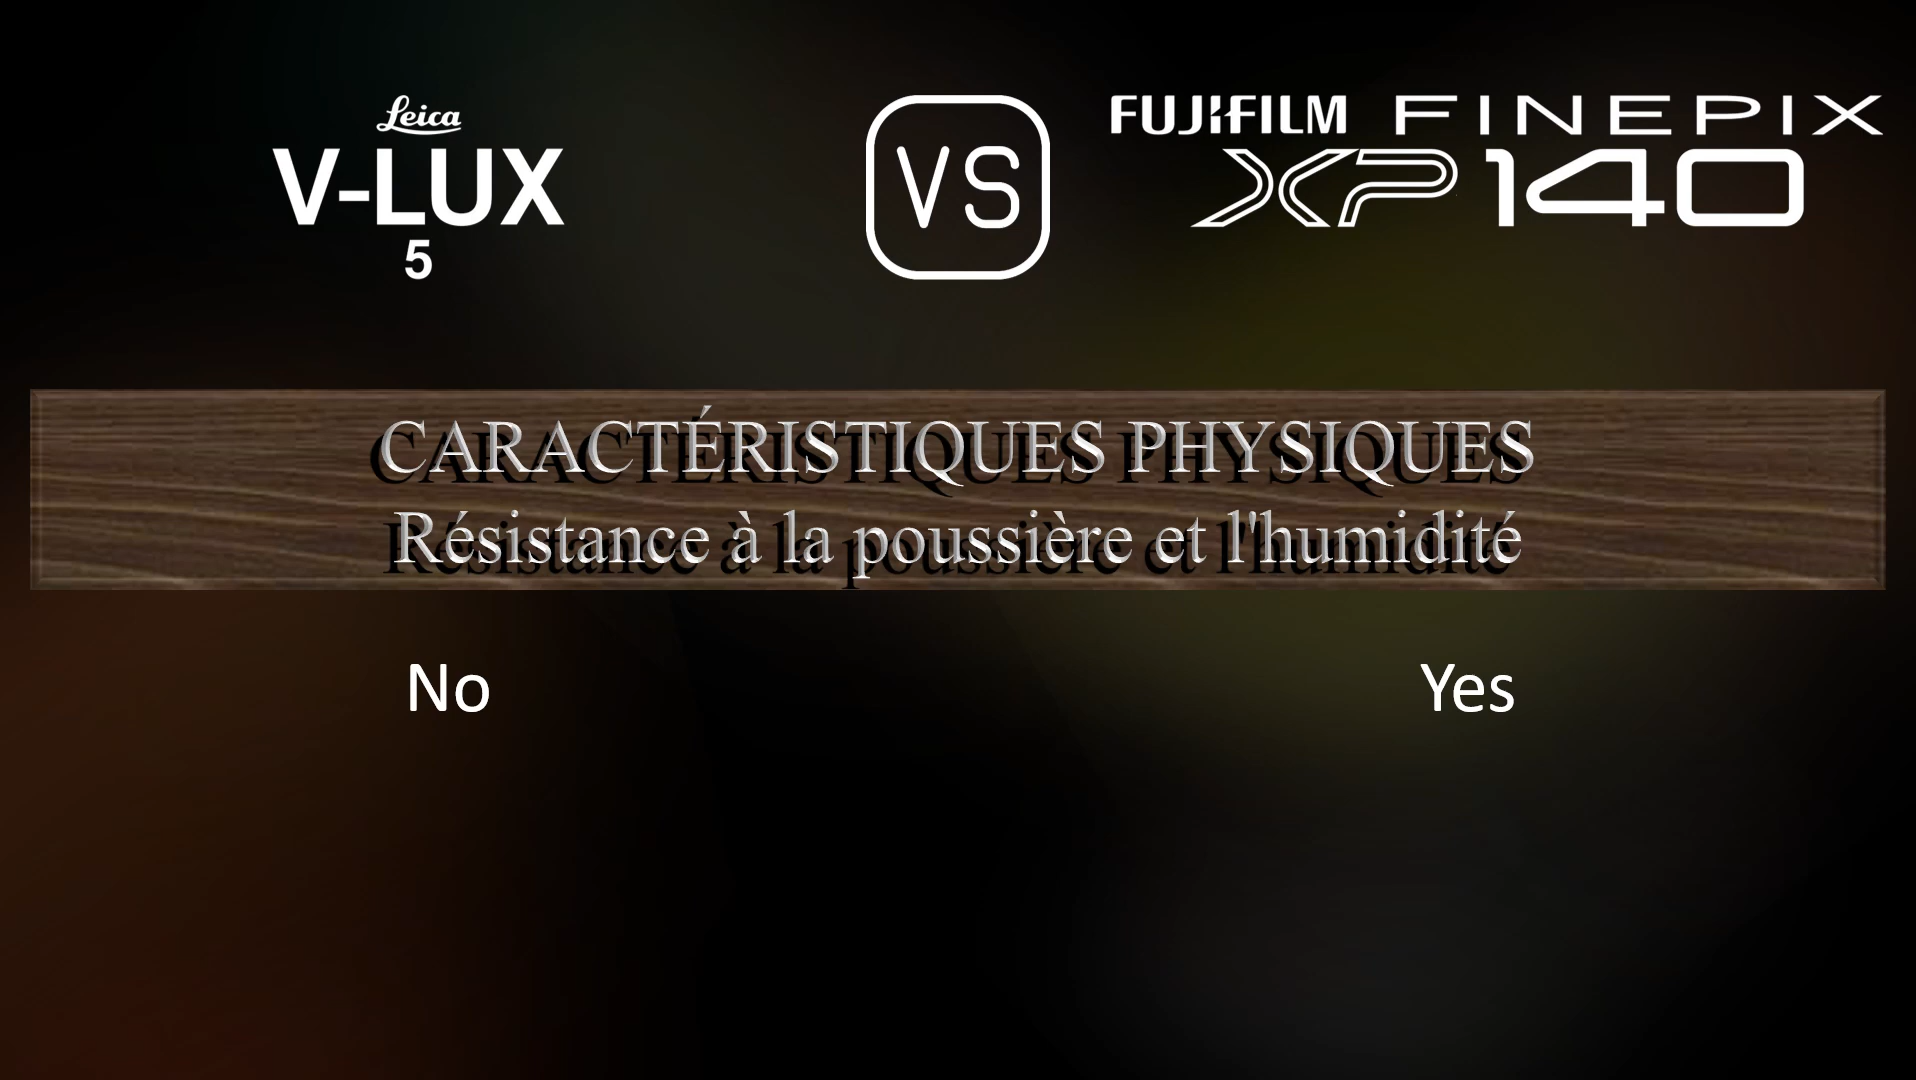 Leica
V-LUX
5
VS
FUJIFILM FINEPIX
XP140
CARACTÉRISTIQUES PHYSIQUES
Résistance à la poussière et l'humidité
No
Yes